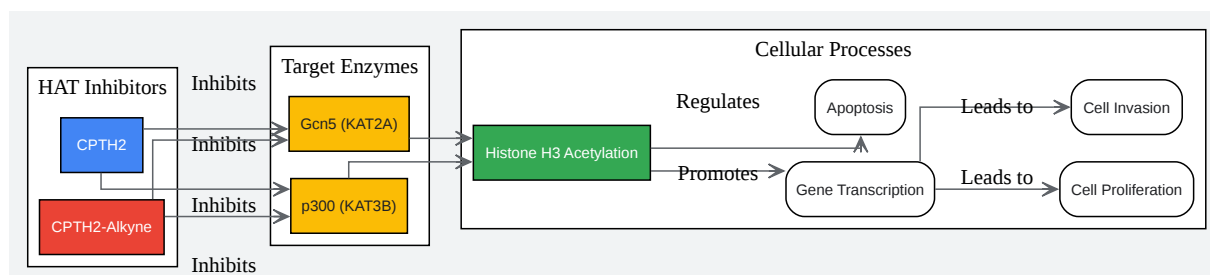 HAT Inhibitors
CPTH2
CPTH2-Alkyne
Inhibits
Inhibits
Inhibits
Inhibits
Target Enzymes
Gcn5 (KAT2A)
p300 (KAT3B)
Cellular Processes
Histone H3 Acetylation
Regulates
Promotes
Apoptosis
Gene Transcription
Leads to
Leads to
Cell Invasion
Cell Proliferation